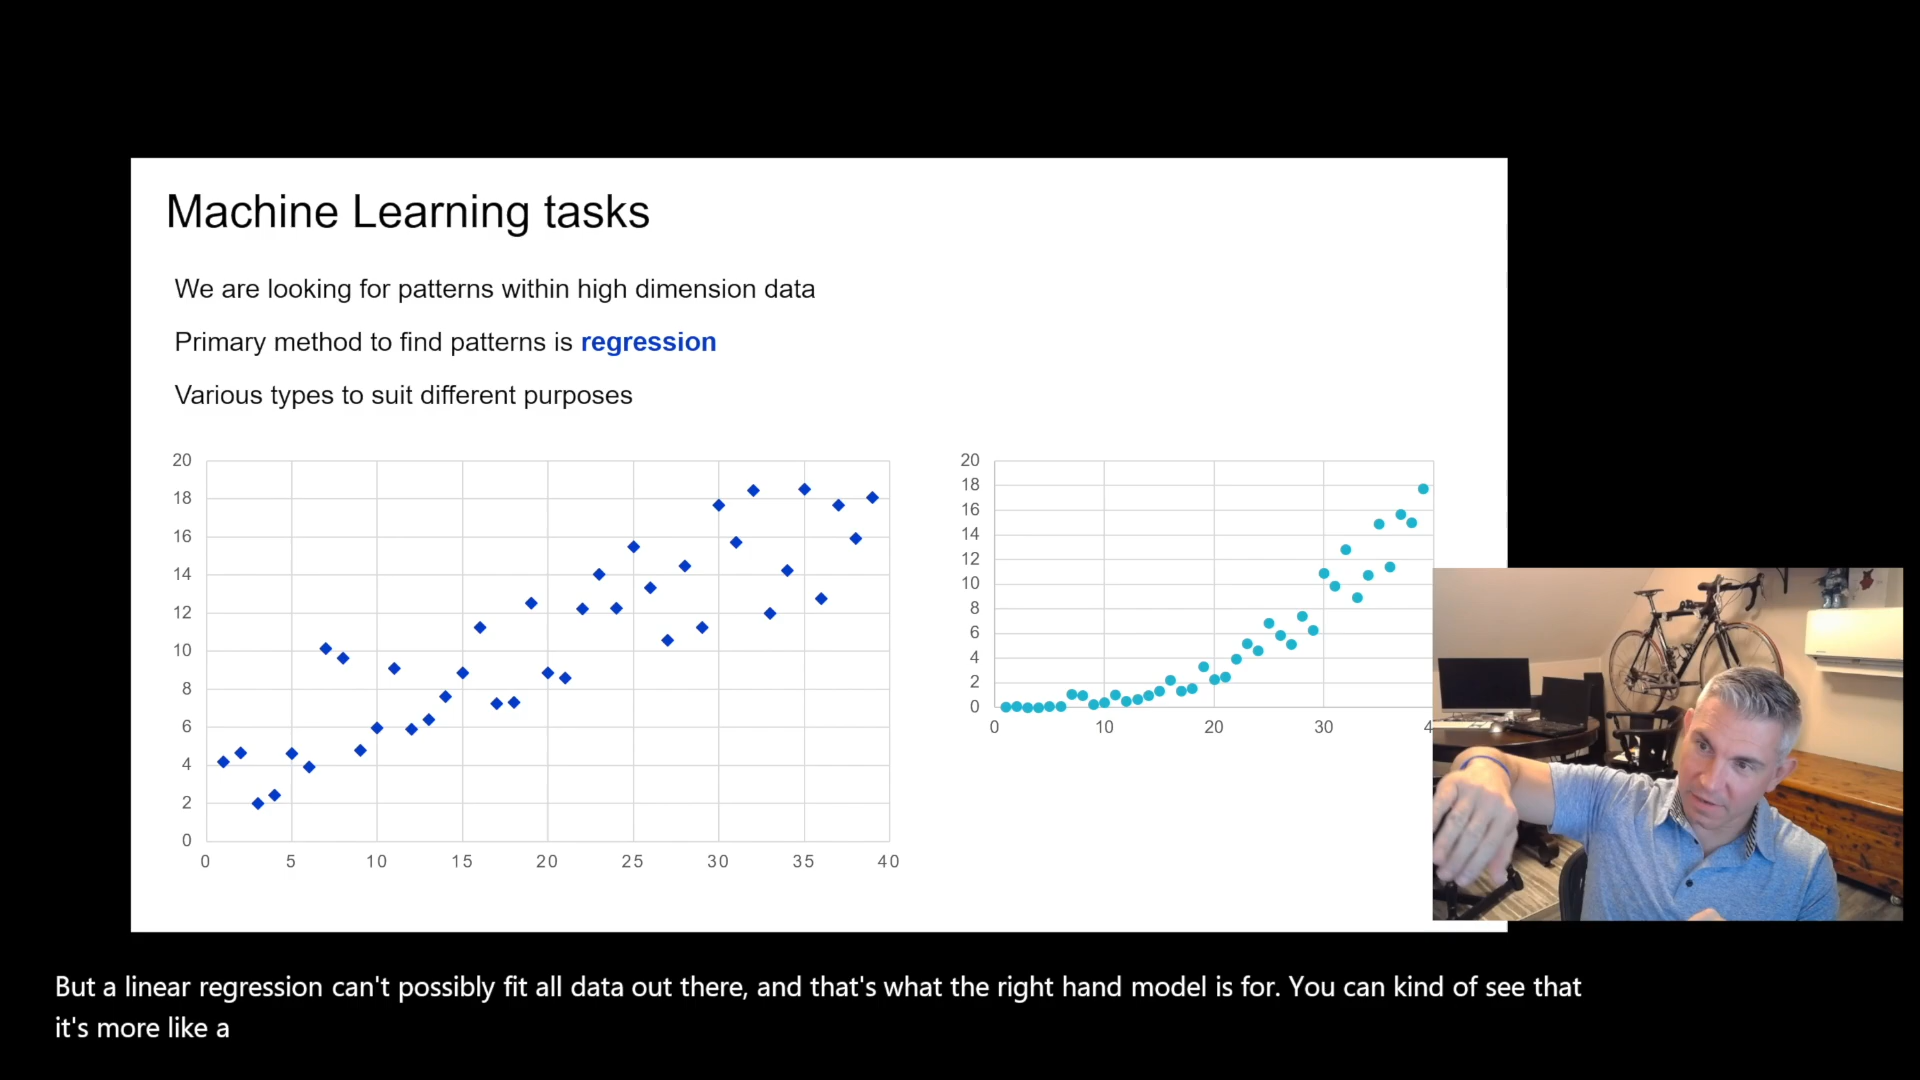 Machine Learning tasks
We are looking for patterns within high dimension data
Primary method to find patterns is regression
Various types to suit different purposes
20
18
16
14
12
10
8
6
4
2
0
0 5 10 15 20 25 30 35 40
20
18
16
14
12
10
8
6
4
2
0
0 10 20 30 4
But a linear regression can't possibly fit all data out there, and that's what the right hand model is for. You can kind of see that
it's more like a